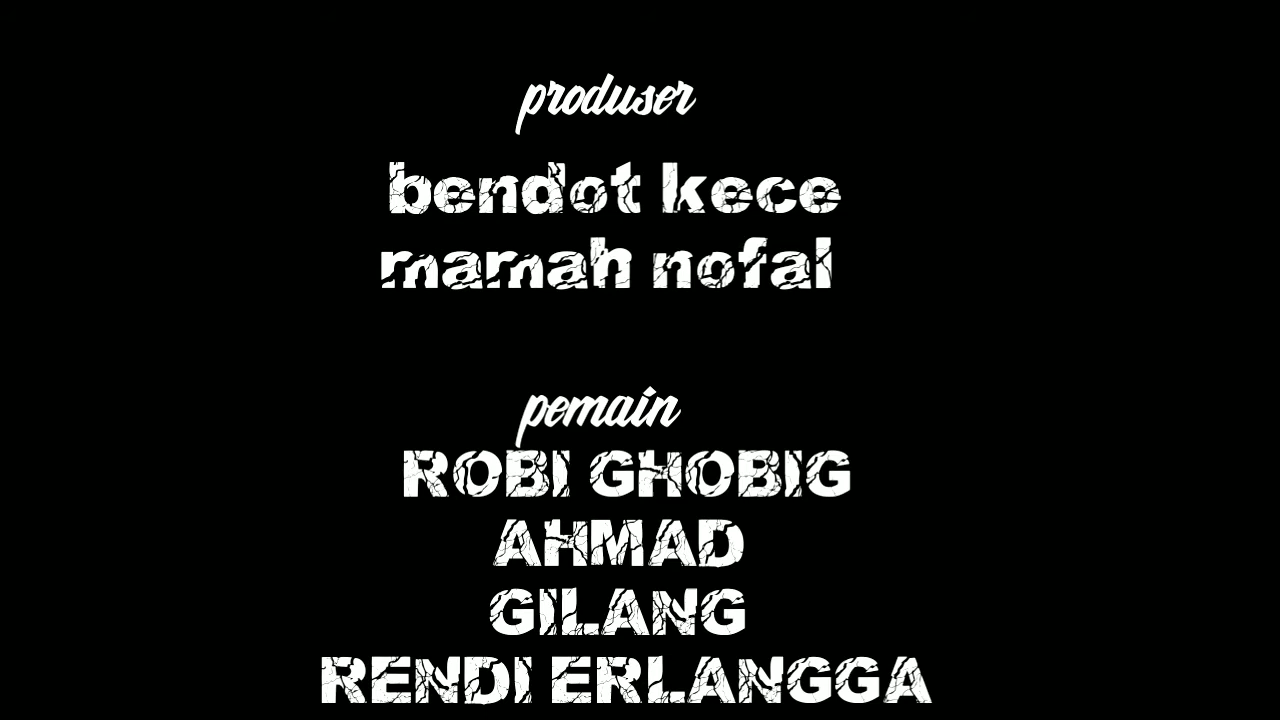 produser
bendot kece
mamah nofal
pemain
ROBI GHOBIG
AHMAD
GILANG
RENDI ERLANGGA